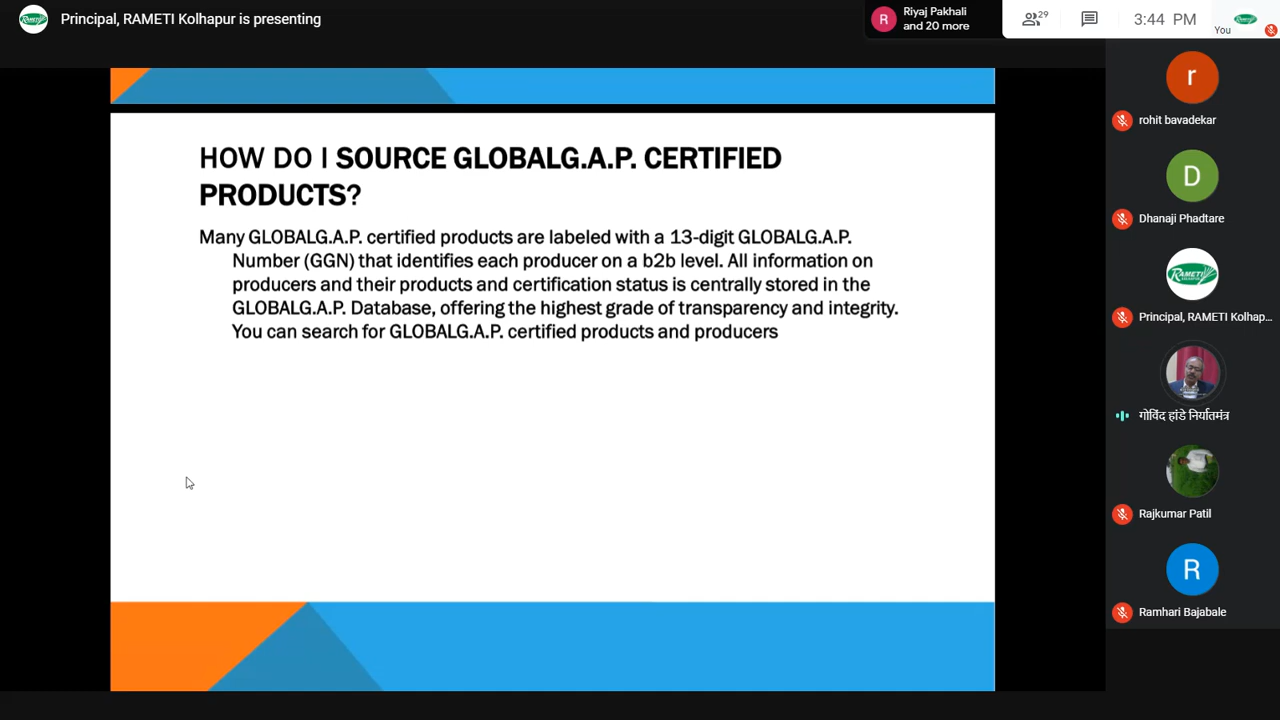 Principal, RAMETI Kolhapur is presenting
R
Riyaj Pakhali
and 20 more
29
3:44 PM
You
HOW DO I SOURCE GLOBALG.A.P. CERTIFIED
PRODUCTS?
Many GLOBALG.A.P. certified products are labeled with a 13-digit GLOBALG.A.P.
Number (GGN) that identifies each producer on a b2b level. All information on
producers and their products and certification status is centrally stored in the
GLOBALG.A.P. Database, offering the highest grade of transparency and integrity.
You can search for GLOBALG.A.P. certified products and producers
r
rohit bavadekar
D
Dhanaji Phadtare
RAMETI
Principal, RAMETI Kolhap...
गोविंद हांडे निर्यातमंत्र
Rajkumar Patil
R
Ramhari Bajabale